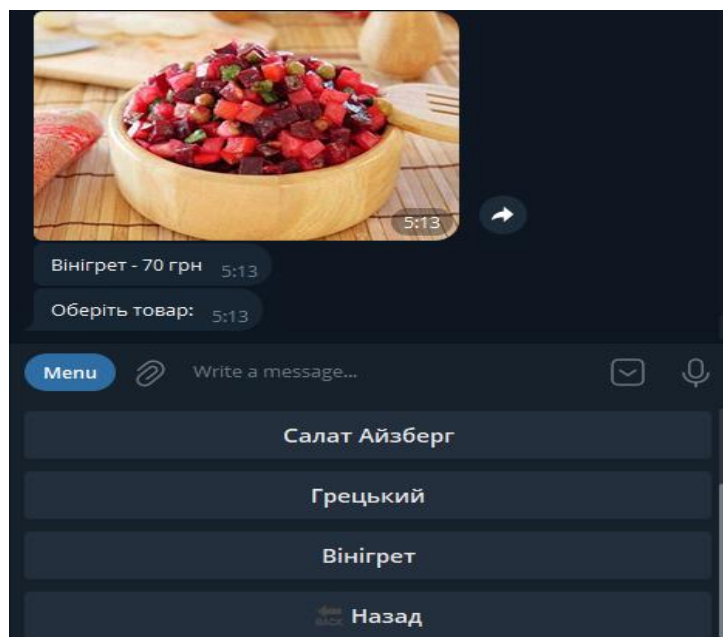 5:13
Вінігрет - 70 грн 5:13
Оберіть товар: 5:13
Menu Write a message...
Салат Айзберг
Грецький
Вінігрет
BACK Назад